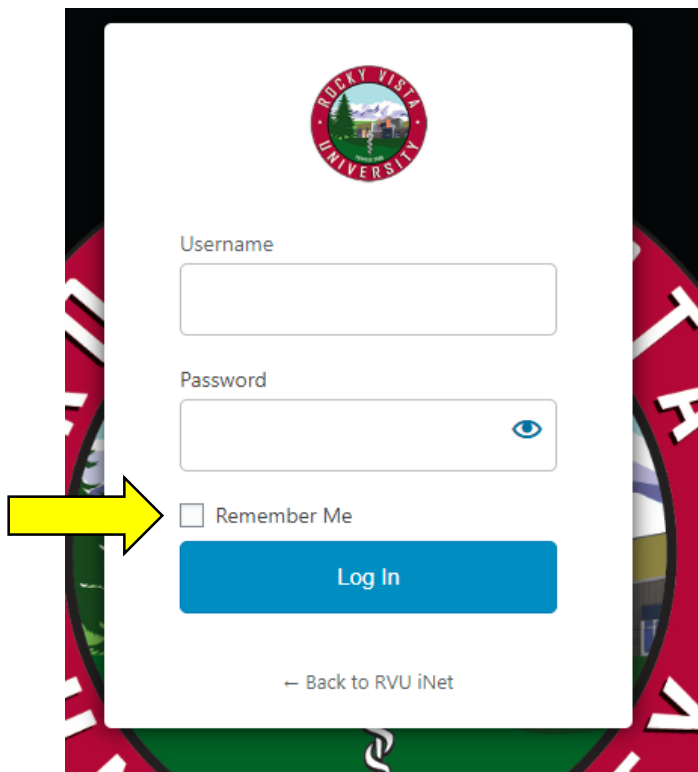 ROCKY VISTA
UNIVERSITY
Username
Password
Remember Me
Log In
← Back to RVU iNet